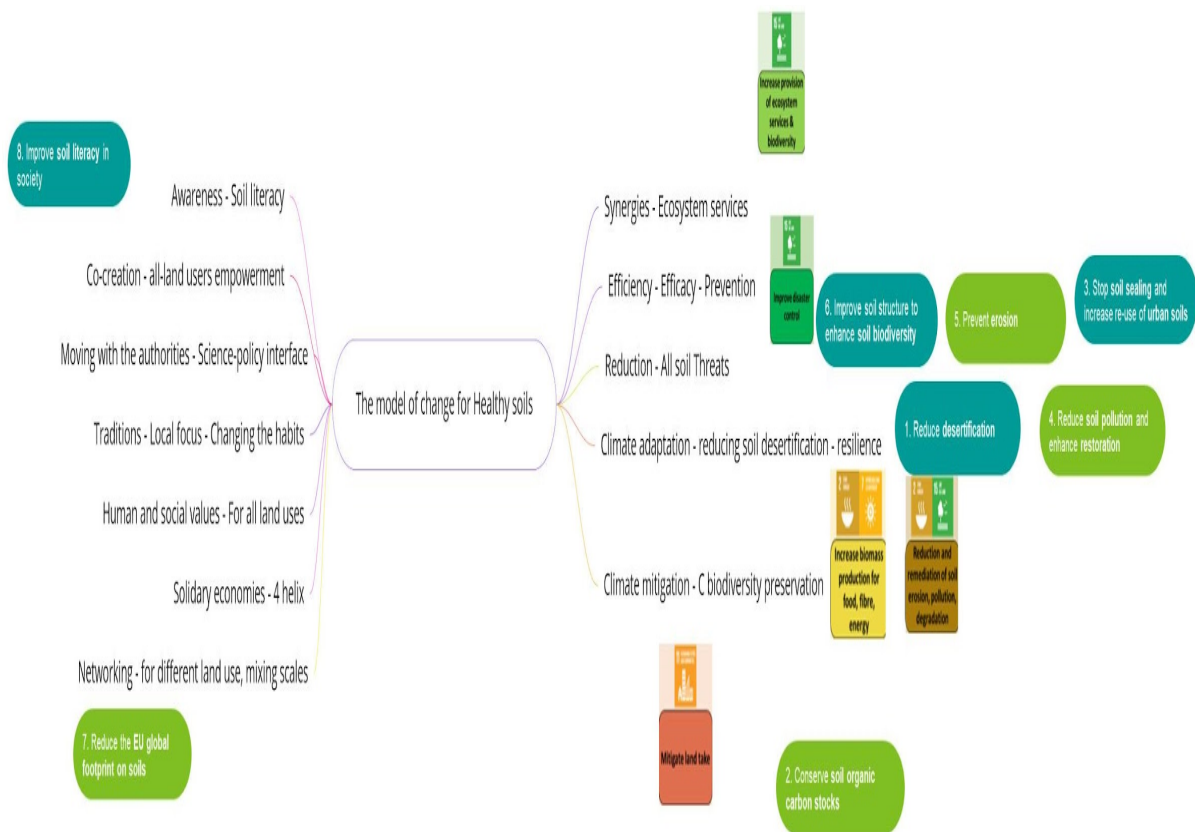 Increase provision
of ecosystem
services &
biodiversity
8. Improve soil literacy in
society
Awareness - Soil literacy
Co-creation - all-land users empowerment
Moving with the authorities - Science-policy interface
Traditions - Local focus - Changing the habits
Human and social values - For all land uses
Solidary economies - 4 helix
Networking - for different land use, mixing scales
7. Reduce the EU global
footprint on soils
The model of change for Healthy soils
Synergies - Ecosystem services
Efficiency - Efficacy - Prevention
Reduction - All soil Threats
Climate adaptation - reducing soil desertification - resilience
Climate mitigation - C biodiversity preservation
Improve disaster
control
6. Improve soil structure to
enhance soil biodiversity
5. Prevent erosion
3. Stop soil sealing and
increase re-use of urban soils
1. Reduce desertification
4. Reduce soil pollution and
enhance restoration
Increase biomass
production for
food, fibre,
energy
Reduction and
remediation of soil
erosion, pollution,
degradation
Mitigate land take
2. Conserve soil organic
carbon stocks